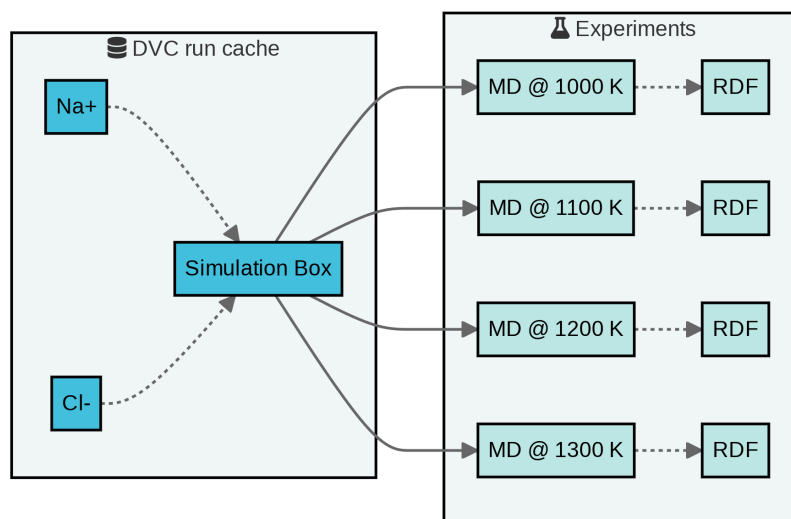 DVC run cache
Na+
Simulation Box
Cl-
Experiments
MD @ 1000 K
RDF
MD @ 1100 K
RDF
MD @ 1200 K
RDF
MD @ 1300 K
RDF